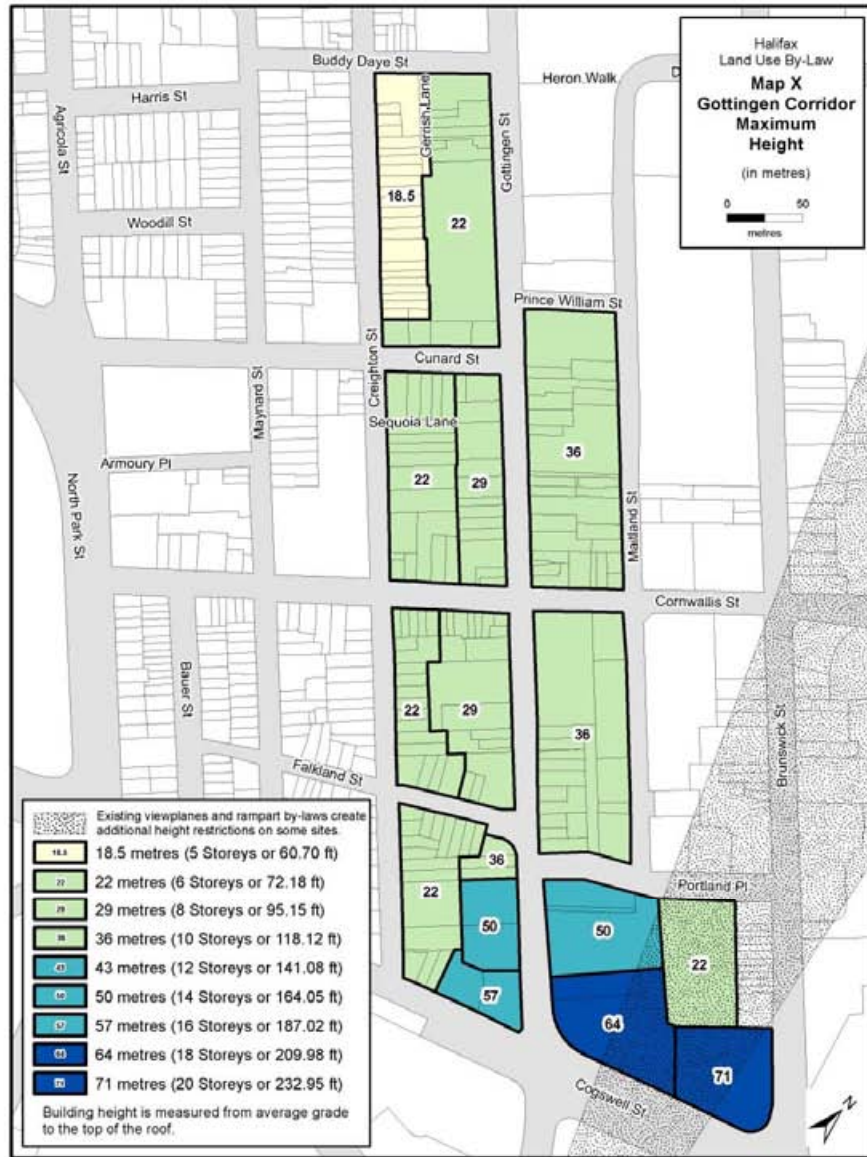 Halifax
Land Use By-Law
Map X
Gottingen Corridor
Maximum
Height
(in metres)
0 50
metres
Buddy Daye St
Heron Walk
D
Harris St
Agricola St
Gerrish Lane
Gottingen St
18.5
22
Woodill St
Prince William St
Creighton St
Cunard St
Maynard St
Sequoia Lane
Armoury Pl
North Park St
22
29
36
Maitland St
Cornwallis St
Bauer St
22
29
36
Brunswick St
Falkland St
36
22
50
57
50
Portland Pl
22
64
71
Cogswell St
N
Existing viewplanes and rampart by-laws create
additional height restrictions on some sites.
18.5 18.5 metres (5 Storeys or 60.70 ft)
22 22 metres (6 Storeys or 72.18 ft)
29 29 metres (8 Storeys or 95.15 ft)
36 36 metres (10 Storeys or 118.12 ft)
43 43 metres (12 Storeys or 141.08 ft)
50 50 metres (14 Storeys or 164.05 ft)
57 57 metres (16 Storeys or 187.02 ft)
64 metres (18 Storeys or 209.98 ft)
71 71 metres (20 Storeys or 232.95 ft)
Building height is measured from average grade
to the top of the roof.